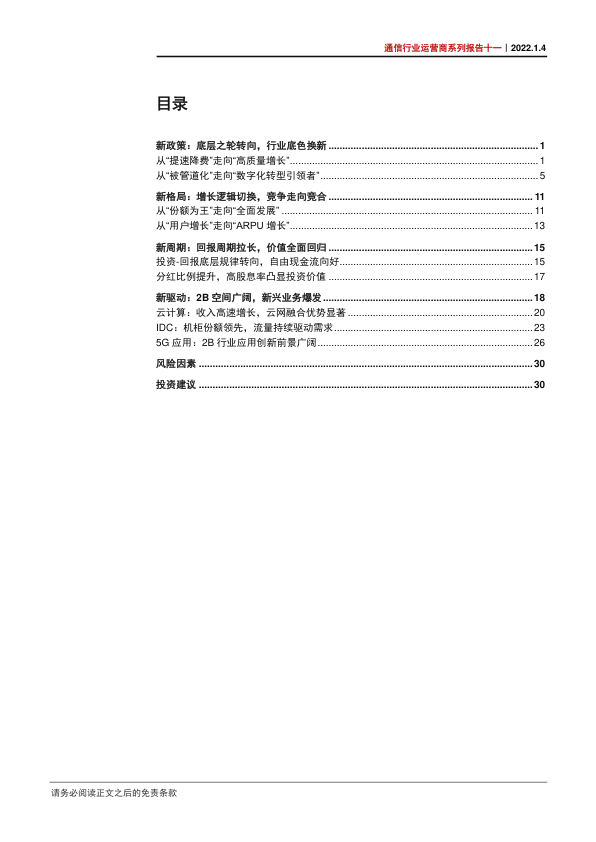 通信行业运营商系列报告十一｜2022.1.4
目录
新政策：底层之轮转向，行业底色换新 ........ 1
从“提速降费”走向“高质量增长” ........ 1
从“被管道化”走向“数字化转型引领者” ........ 5
新格局：增长逻辑切换，竞争走向竞合 ........ 11
从“份额为王”走向“全面发展” ........ 11
从“用户增长”走向“ARPU 增长” ........ 13
新周期：回报周期拉长，价值全面回归 ........ 15
投资-回报底层规律转向，自由现金流向好 ........ 15
分红比例提升，高股息率凸显投资价值 ........ 17
新驱动：2B 空间广阔，新兴业务爆发 ........ 18
云计算：收入高速增长，云网融合优势显著 ........ 20
IDC：机柜份额领先，流量持续驱动需求 ........ 23
5G 应用：2B 行业应用创新前景广阔 ........ 26
风险因素 ........ 30
投资建议 ........ 30
请务必阅读正文之后的免责条款